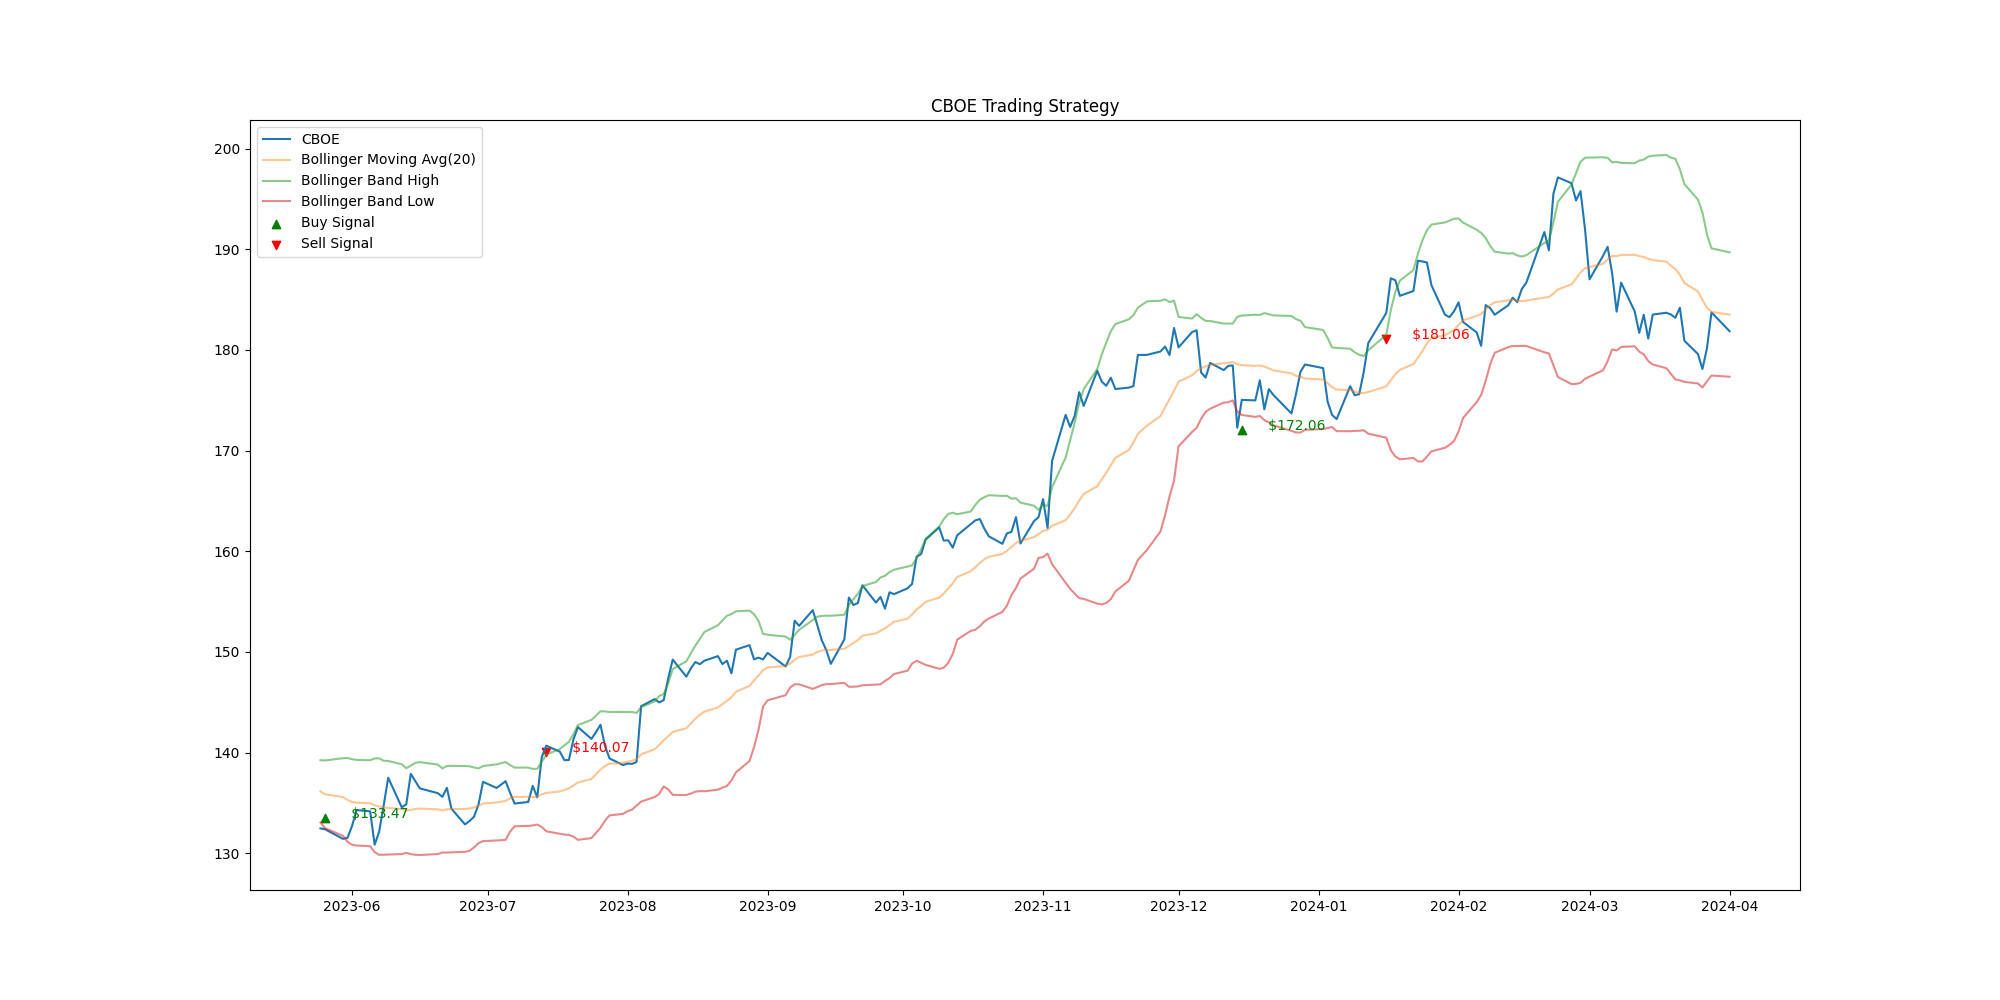 CBOE Trading Strategy
CBOE
Bollinger Moving Avg(20)
Bollinger Band High
Bollinger Band Low
Buy Signal
Sell Signal
200
190
180
170
160
150
140
130
$181.06
$172.06
$140.07
$133.47
2023-06 2023-07 2023-08 2023-09 2023-10 2023-11 2023-12 2024-01 2024-02 2024-03 2024-04